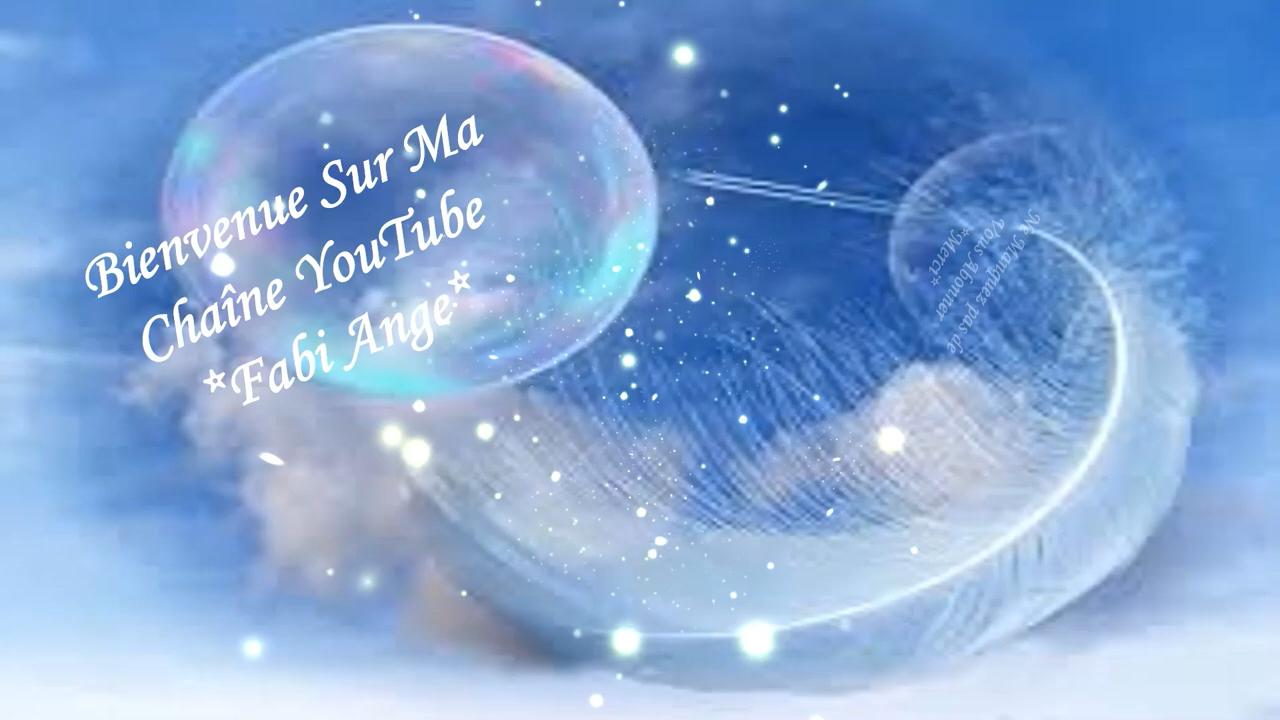 Bienvenue Sur Ma
Chaîne YouTube
*Fabi Ange*
Ne Manquez pas de
Vous Abonner
*Merci*